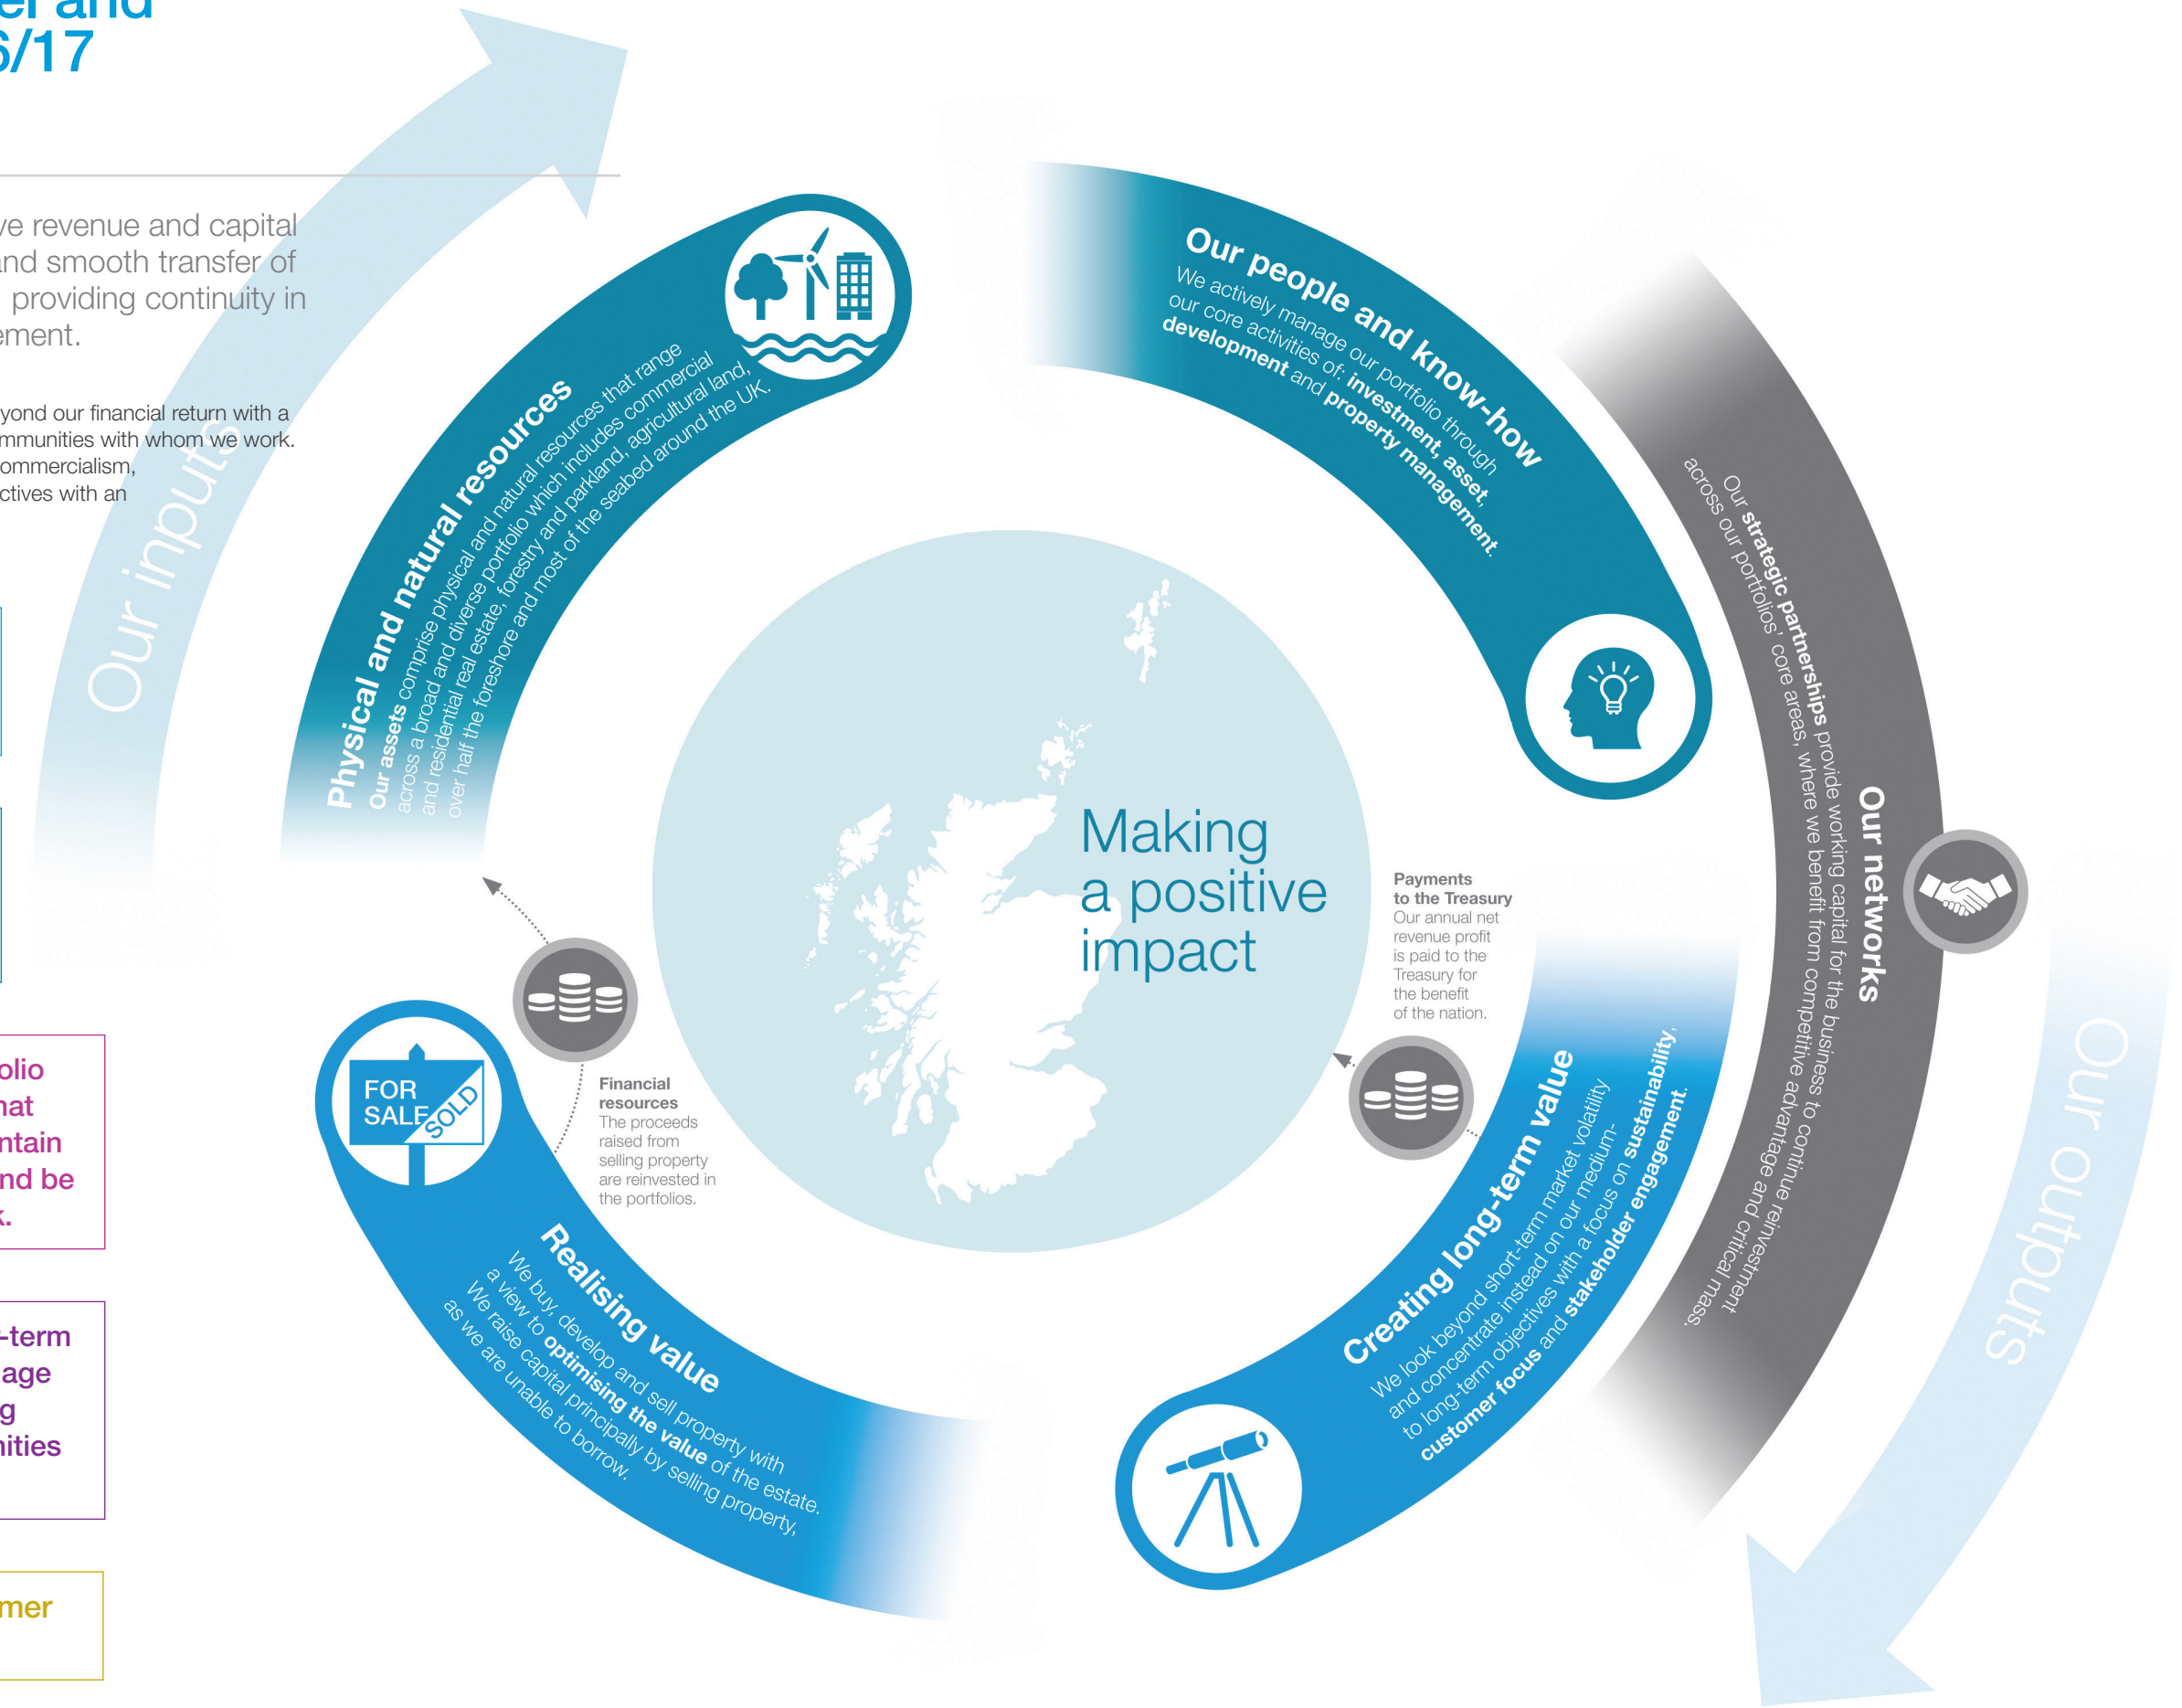 and
6/17
ve revenue and capital
and smooth transfer of
providing continuity in
ement.
yond our financial return with a
mmunities with whom we work.
ommercialism,
ctives with an
Our inputs
Physical and natural resources
Our assets comprise physical and natural resources that range
across a broad and diverse portfolio which includes commercial
and residential real estate, forestry and parkland, agricultural land,
over half the foreshore and most of the seabed around the UK.
Our people and know-how
We actively manage our portfolio through
our core activities of: investment, asset,
development and property management.
Our networks
Our strategic partnerships provide working capital for the business to continue reinvestment
across our portfolios' core areas, where we benefit from competitive advantage and critical mass.
Making
a positive
impact
Payments
to the Treasury
Our annual net
revenue profit
is paid to the
Treasury for
the benefit
of the nation.
Creating long-term value
We look beyond short-term market volatility
and concentrate instead on our medium-
to long-term objectives with a focus on sustainability,
customer focus and stakeholder engagement.
Our outputs
Financial
resources
The proceeds
raised from
selling property
are reinvested in
the portfolios.
FOR
SALE
SOLD
Realising value
We buy, develop and sell property with
a view to optimising the value of the estate.
We raise capital principally by selling property,
as we are unable to borrow.
olio
hat
ntain
nd be
k.
-term
age
g
nities
mer